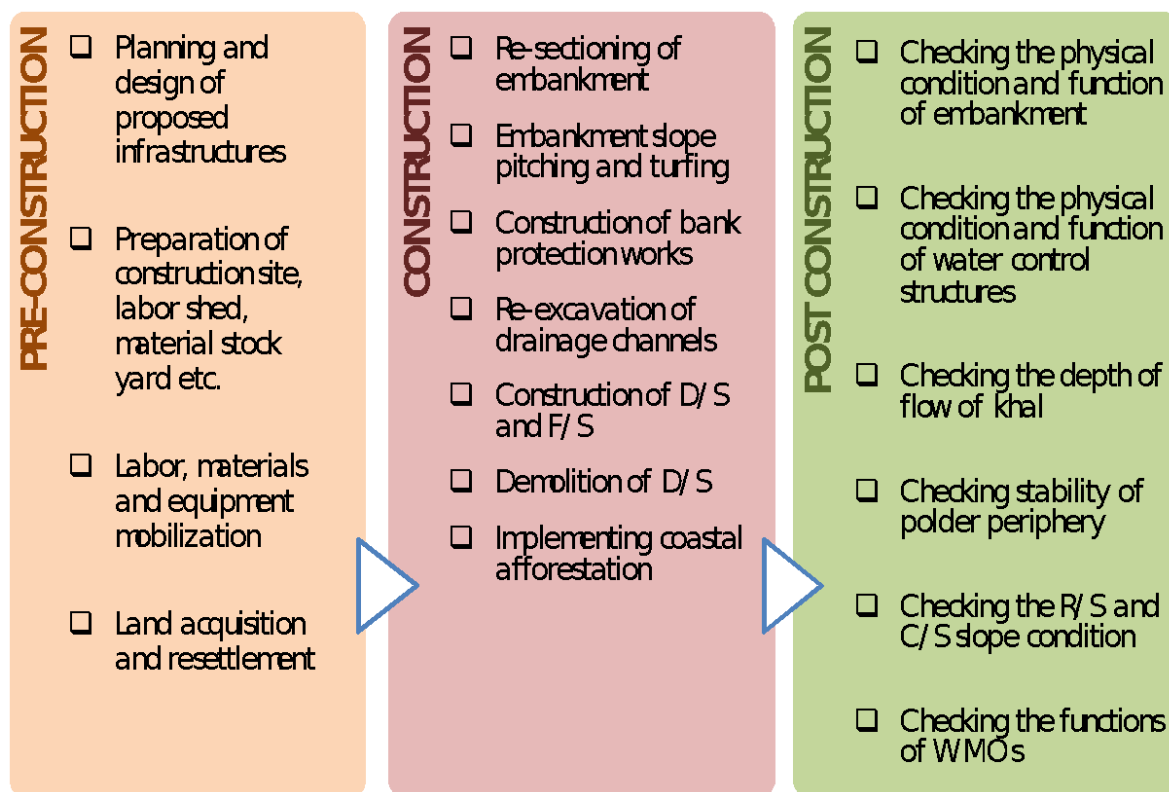 PRE-CONSTRUCTION
❑ Planning and
design of
proposed
infrastructures
❑ Preparation of
construction site,
labor shed,
material stock
yard etc.
❑ Labor, materials
and equipment
mobilization
❑ Land acquisition
and resettlement
CONSTRUCTION
❑ Re-sectioning of
embankment
❑ Embankment slope
pitching and turfing
❑ Construction of bank
protection works
❑ Re-excavation of
drainage channels
❑ Construction of D/S
and F/S
❑ Demolition of D/S
❑ Implementing coastal
afforestation
POST CONSTRUCTION
❑ Checking the physical
condition and function
of embankment
❑ Checking the physical
condition and function
of water control
structures
❑ Checking the depth of
flow of khal
❑ Checking stability of
polder periphery
❑ Checking the R/S and
C/S slope condition
❑ Checking the functions
of WMOs